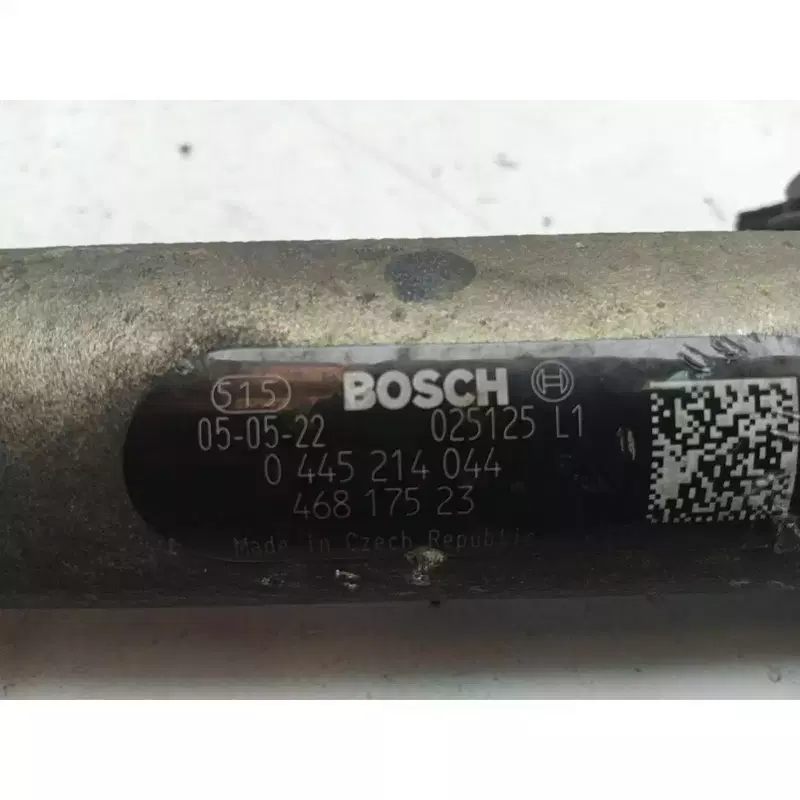 515 BOSCH
05-05-22 025125 L1
0 445 214 044
468 175 23
Made in Czech Republic